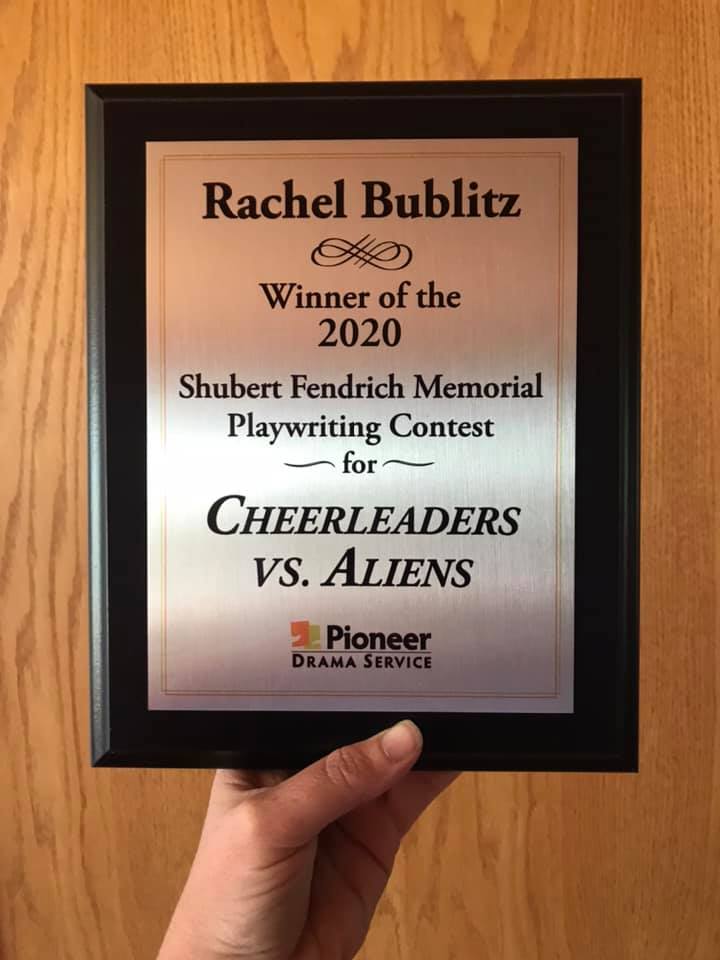 Rachel Bublitz
Winner of the
2020
Shubert Fendrich Memorial
Playwriting Contest
for
CHEERLEADERS
VS. ALIENS
Pioneer
DRAMA SERVICE